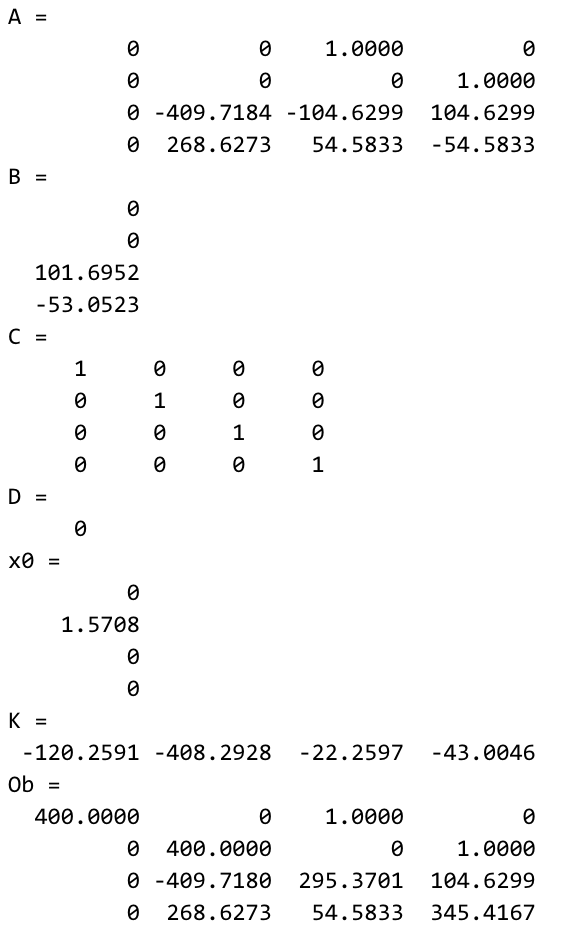 A =
0 0 1.0000 0
0 0 0 1.0000
0 -409.7184 -104.6299 104.6299
0 268.6273 54.5833 -54.5833
B =
0
0
101.6952
-53.0523
C =
1 0 0 0
0 1 0 0
0 0 1 0
0 0 0 1
D =
0
x0 =
0
1.5708
0
0
K =
-120.2591 -408.2928 -22.2597 -43.0046
Ob =
400.0000 0 1.0000 0
0 400.0000 0 1.0000
0 -409.7180 295.3701 104.6299
0 268.6273 54.5833 345.4167